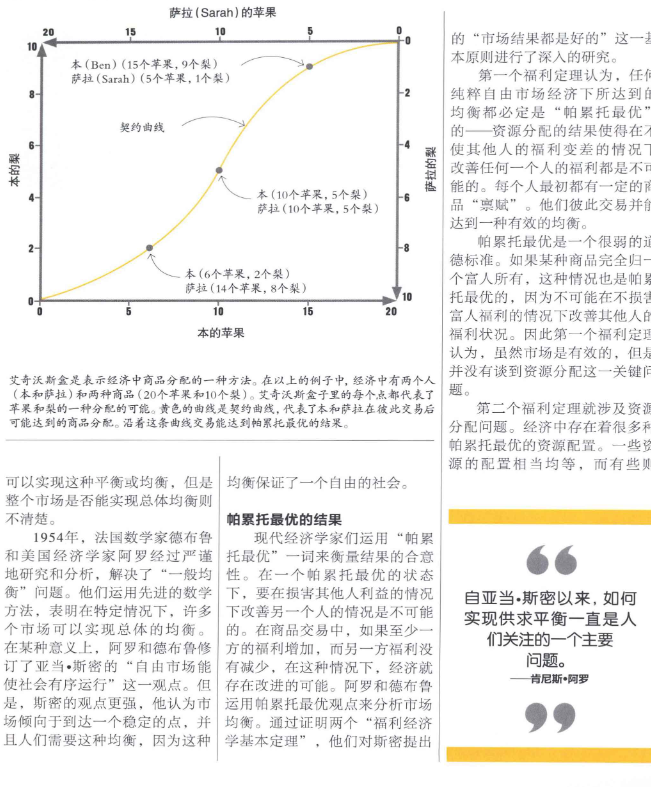 萨拉(Sarah)的苹果
20
15
10
5
0
10
8
6
4
2
0
本的梨
0
2
4
6
8
10
萨拉的梨
本(Ben)(15个苹果,9个梨)
萨拉(Sarah)(5个苹果,1个梨)
契约曲线
本(10个苹果,5个梨)
萨拉(10个苹果,5个梨)
本(6个苹果,2个梨)
萨拉(14个苹果,8个梨)
0
5
10
15
20
本的苹果
艾奇沃斯盒是表示经济中商品分配的一种方法。在以上的例子中,经济中有两个人
(本和萨拉)和两种商品(20个苹果和10个梨)。艾奇沃斯盒子里的每个点都代表了
苹果和梨的一种分配的可能。黄色的曲线是契约曲线,代表了本和萨拉在彼此交易后
可能达到的商品分配。沿着这条曲线交易能达到帕累托最优的结果。
可以实现这种平衡或均衡,但是
整个市场是否能实现总体均衡则
不清楚。
1954年,法国数学家德布鲁
和美国经济学家阿罗经过严谨
地研究和分析,解决了“一般均
衡”问题。他们运用先进的数学
方法,表明在特定情况下,许多
个市场可以实现总体的均衡。
在某种意义上,阿罗和德布鲁修
订了亚当•斯密的“自由市场能
使社会有序运行”这一观点。但
是,斯密的观点更强,他认为市
场倾向于到达一个稳定的点,并
且人们需要这种均衡,因为这种
均衡保证了一个自由的社会。
帕累托最优的结果
现代经济学家们运用“帕累
托最优”一词来衡量结果的合意
性。在一个帕累托最优的状态
下,要在损害其他人利益的情况
下改善另一个人的情况是不可能
的。在商品交易中,如果至少一
方的福利增加,而另一方福利没
有减少,在这种情况下,经济就
存在改进的可能。阿罗和德布鲁
运用帕累托最优观点来分析市场
均衡。通过证明两个“福利经济
学基本定理”,他们对斯密提出
的“市场结果都是好的”这一基
本原则进行了深入的研究。
第一个福利定理认为,任何
纯粹自由市场经济下所达到的
均衡都必定是“帕累托最优”
的——资源分配的结果使得在不
使其他人的福利变差的情况下
改善任何一个人的福利都是不可
能的。每个人最初都有一定的商
品“禀赋”。他们彼此交易并能
达到一种有效的均衡。
帕累托最优是一个很弱的道
德标准。如果某种商品完全归一
个富人所有,这种情况也是帕累
托最优的,因为不可能在不损害
富人福利的情况下改善其他人的
福利状况。因此第一个福利定理
认为,虽然市场是有效的,但是
并没有谈到资源分配这一关键问
题。
第二个福利定理就涉及资源
分配问题。经济中存在着很多种
帕累托最优的资源配置。一些资
源的配置相当均等,而有些则
“
自亚当•斯密以来,如何
实现供求平衡一直是人
们关注的一个主要
问题。
——肯尼斯•阿罗
”